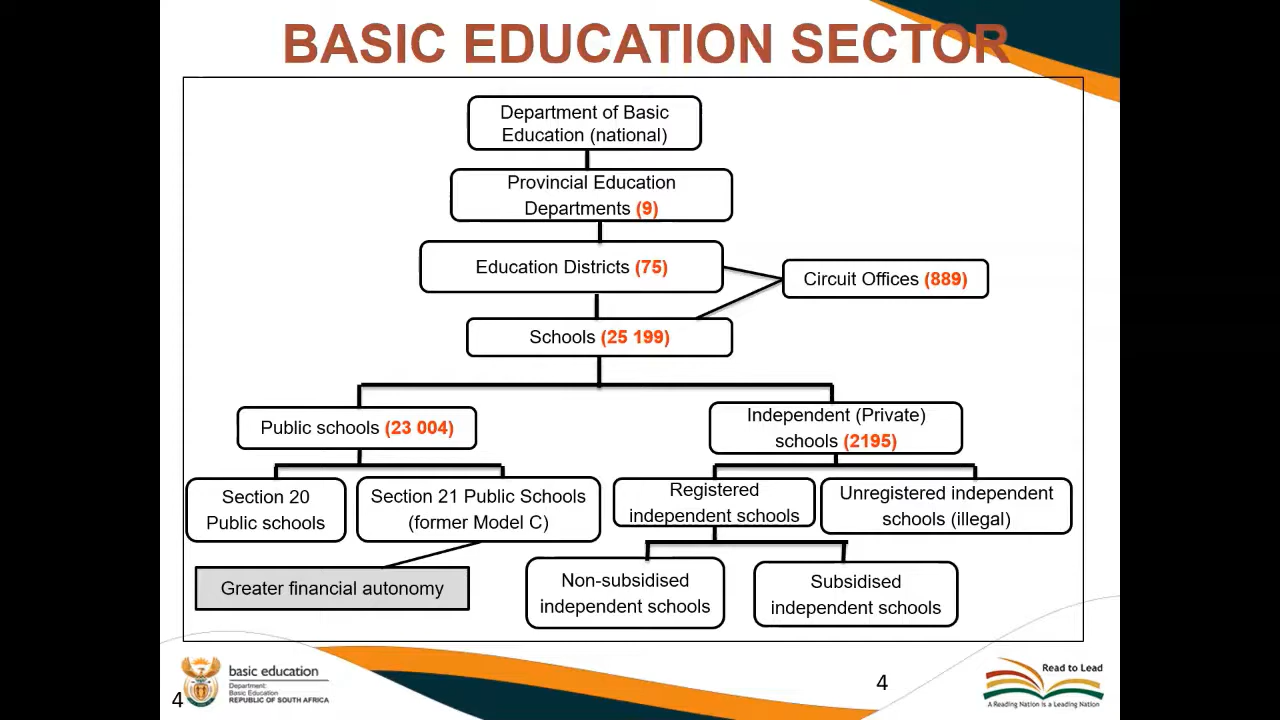 BASIC EDUCATION SECTOR
Department of Basic
Education (national)
Provincial Education
Departments (9)
Education Districts (75)
Circuit Offices (889)
Schools (25 199)
Public schools (23 004)
Independent (Private)
schools (2195)
Section 20
Public schools
Section 21 Public Schools
(former Model C)
Registered
independent schools
Unregistered independent
schools (illegal)
Greater financial autonomy
Non-subsidised
independent schools
Subsidised
independent schools
4
basic education
Department:
Basic Education
REPUBLIC OF SOUTH AFRICA
4
Read to Lead
A Reading Nation is a Leading Nation